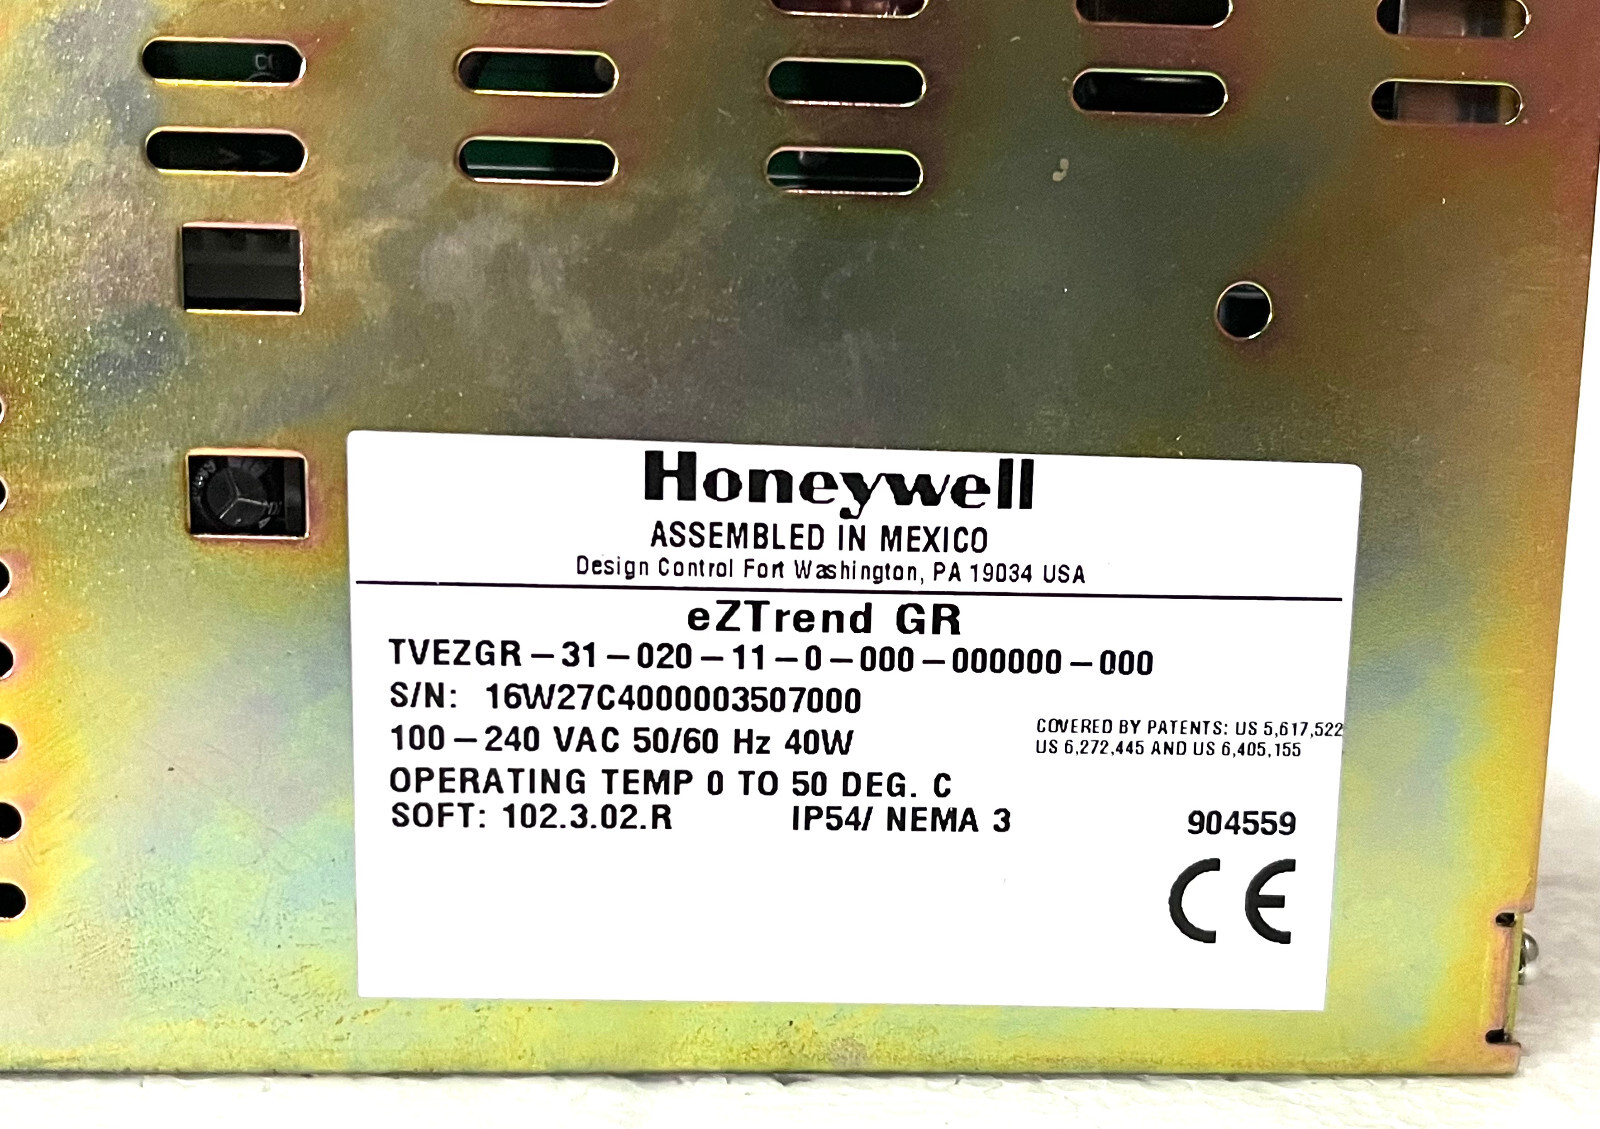 Honeywell
ASSEMBLED IN MEXICO
Design Control Fort Washington, PA 19034 USA
eZTrend GR
TVEZGR-31-020-11-0-000-000000-000
S/N: 16W27C4000003507000
100-240 VAC 50/60 Hz 40W
COVERED BY PATENTS: US 5,617,522
US 6,272,445 AND US 6,405,155
OPERATING TEMP 0 TO 50 DEG. C
SOFT: 102.3.02.R IP54/ NEMA 3 904559
CE